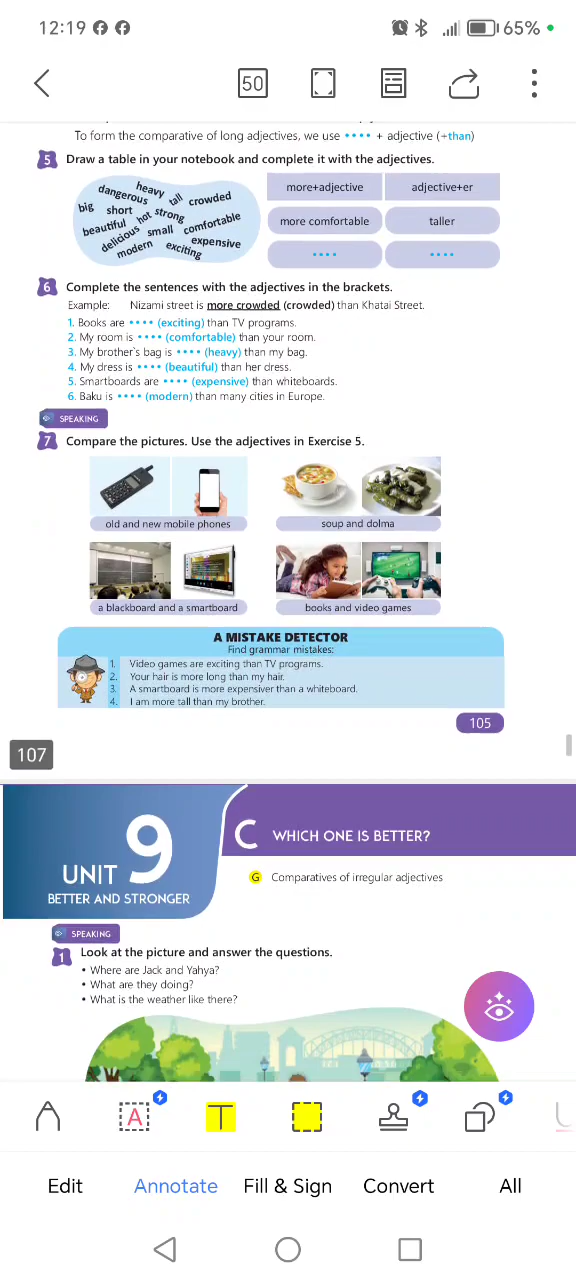 12:19
65%
50
To form the comparative of long adjectives, we use •••• + adjective (+than)
5 Draw a table in your notebook and complete it with the adjectives.
big
dangerous
heavy
tall
crowded
short
hot
strong
beautiful
small
comfortable
delicious
modern
exciting
expensive
more+adjective adjective+er
more comfortable taller
•••• ••••
6 Complete the sentences with the adjectives in the brackets.
Example: Nizami street is more crowded (crowded) than Khatai Street.
1. Books are •••• (exciting) than TV programs.
2. My room is •••• (comfortable) than your room.
3. My brother`s bag is •••• (heavy) than my bag.
4. My dress is •••• (beautiful) than her dress.
5. Smartboards are •••• (expensive) than whiteboards.
6. Baku is •••• (modern) than many cities in Europe.
SPEAKING
7 Compare the pictures. Use the adjectives in Exercise 5.
old and new mobile phones
soup and dolma
a blackboard and a smartboard
books and video games
A MISTAKE DETECTOR
Find grammar mistakes:
1. Video games are exciting than TV programs.
2. Your hair is more long than my hair.
3. A smartboard is more expensiver than a whiteboard.
4. I am more tall than my brother.
105
107
UNIT 9
BETTER AND STRONGER
C WHICH ONE IS BETTER?
G Comparatives of irregular adjectives
SPEAKING
1 Look at the picture and answer the questions.
• Where are Jack and Yahya?
• What are they doing?
• What is the weather like there?
A
T
Edit Annotate Fill & Sign Convert All